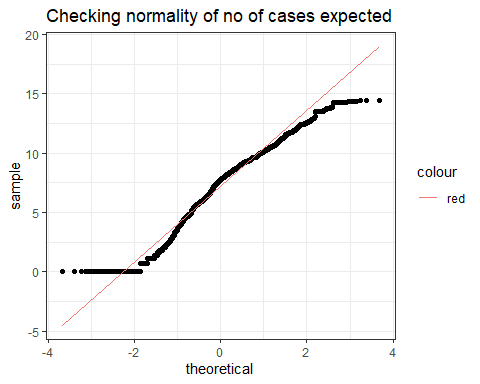 Checking normality of no of cases expected
20
15
10
5
0
-5
sample
-4
-2
0
2
4
theoretical
colour
red